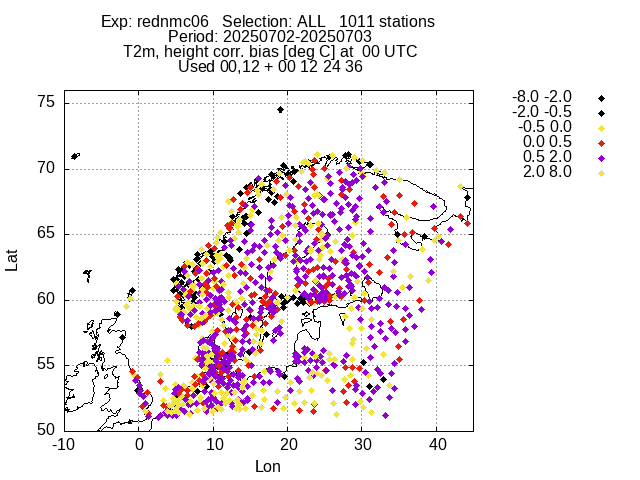 Exp: rednmc06   Selection: ALL   1011 stations
Period: 20250702-20250703
T2m, height corr. bias [deg C] at  00 UTC
Used 00,12 + 00 12 24 36
-8.0 -2.0
-2.0 -0.5
-0.5 0.0
0.0 0.5
0.5 2.0
2.0 8.0
75
70
65
60
55
50
Lat
-10 0 10 20 30 40
Lon